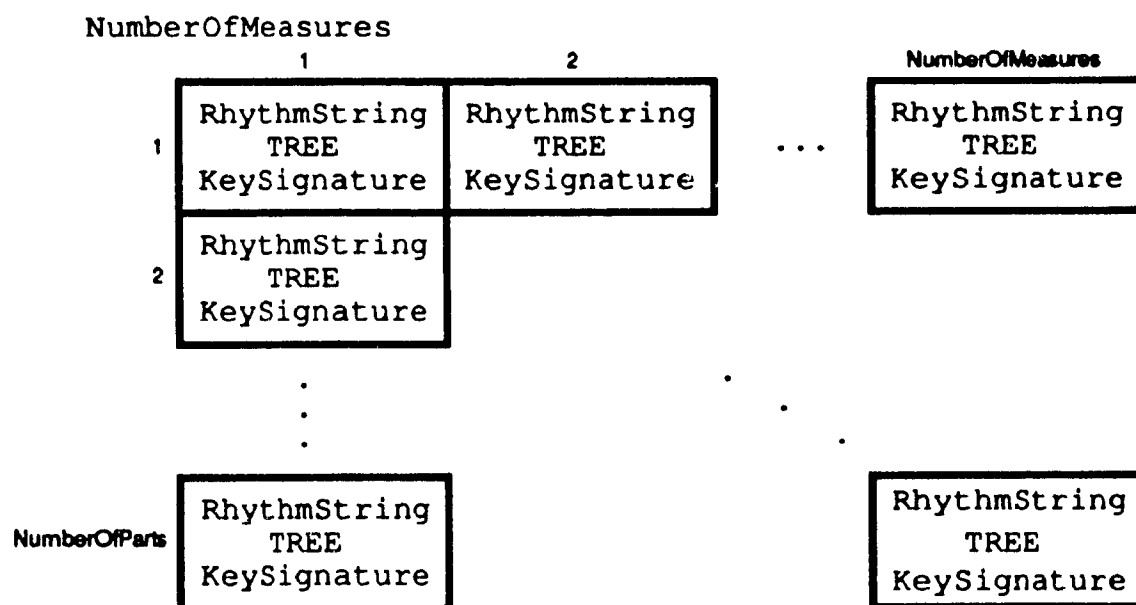 NumberOfMeasures
1 2 NumberOfMeasures
RhythmString RhythmString RhythmString
1 TREE TREE ... TREE
KeySignature KeySignature KeySignature
RhythmString
2 TREE
KeySignature
RhythmString RhythmString
NumberOfParts TREE TREE
KeySignature KeySignature